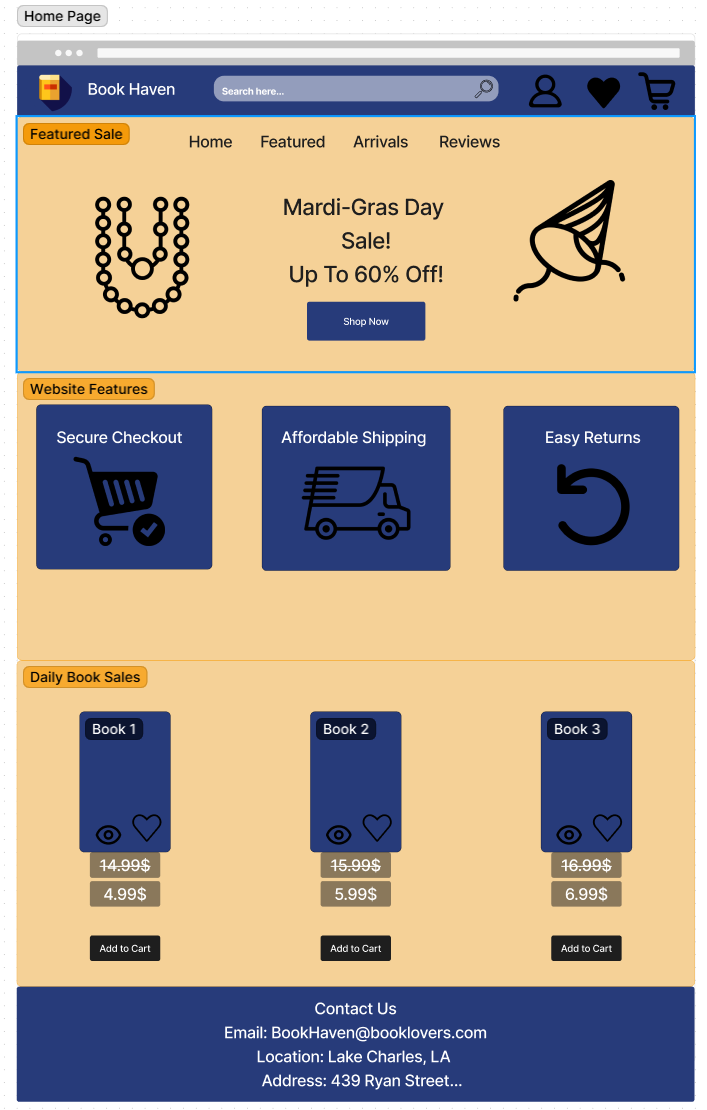 Home Page
Book Haven
Search here...
Featured Sale
Home Featured Arrivals Reviews
Mardi-Gras Day
Sale!
Up To 60% Off!
Shop Now
Website Features
Secure Checkout
Affordable Shipping
Easy Returns
Daily Book Sales
Book 1
Book 2
Book 3
14.99$
15.99$
16.99$
4.99$
5.99$
6.99$
Add to Cart
Add to Cart
Add to Cart
Contact Us
Email: BookHaven@booklovers.com
Location: Lake Charles, LA
Address: 439 Ryan Street...